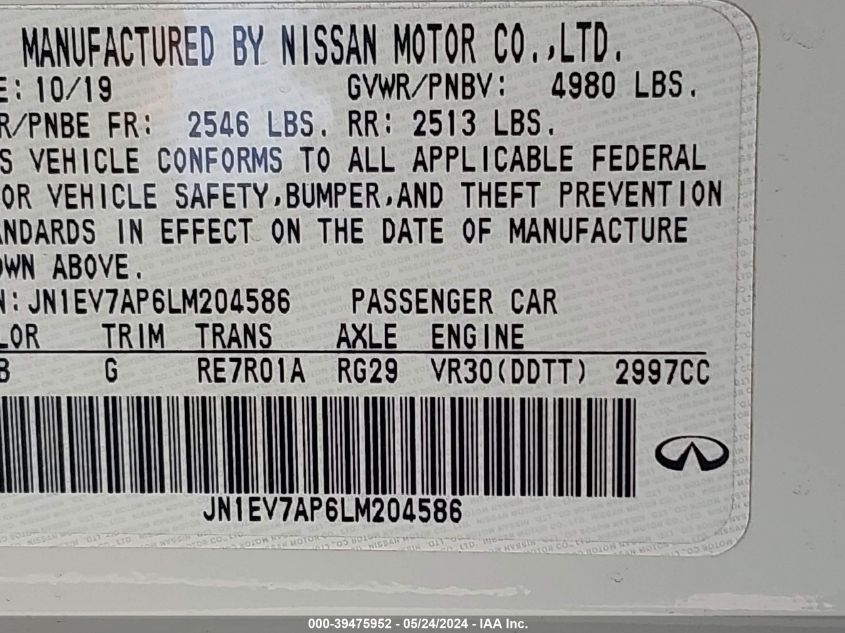 MANUFACTURED BY NISSAN MOTOR CO.,LTD.
E: 10/19 GVWR/PNBV: 4980 LBS.
R/PNBE FR: 2546 LBS. RR: 2513 LBS.
S VEHICLE CONFORMS TO ALL APPLICABLE FEDERAL
OR VEHICLE SAFETY,BUMPER,AND THEFT PREVENTION
ANDARDS IN EFFECT ON THE DATE OF MANUFACTURE
OWN ABOVE.
N: JN1EV7AP6LM204586 PASSENGER CAR
LOR TRIM TRANS AXLE ENGINE
B G RE7R01A RG29 VR30(DDTT) 2997CC
JN1EV7AP6LM204586
000-39475952 - 05/24/2024 - IAA Inc.